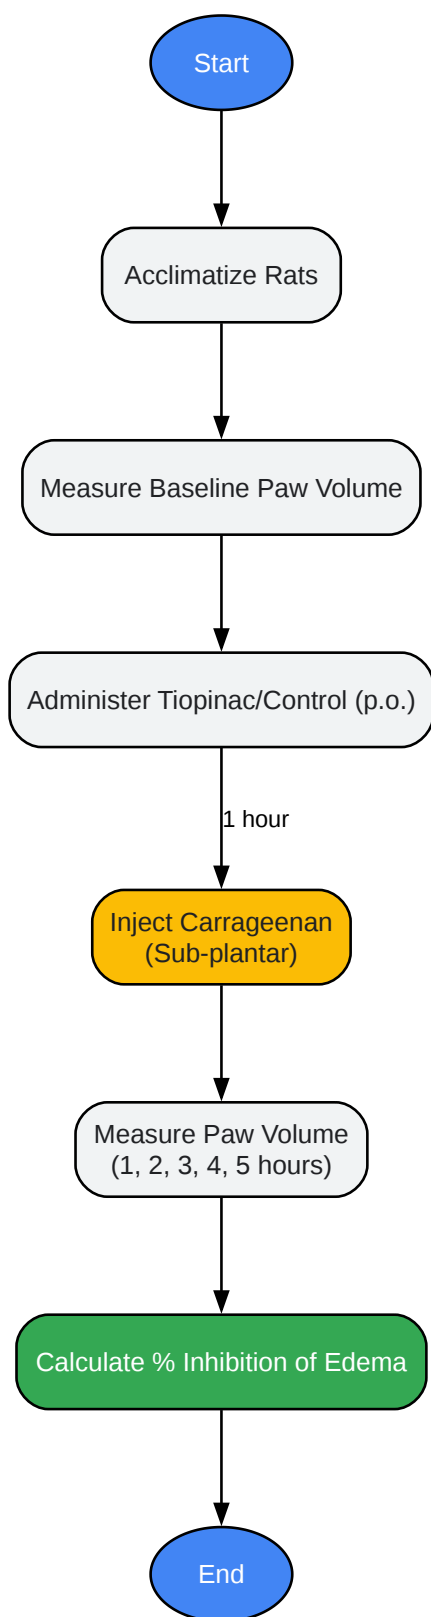 Start
Acclimatize Rats
Measure Baseline Paw Volume
Administer Tiopinac/Control (p.o.)
1 hour
Inject Carrageenan
(Sub-plantar)
Measure Paw Volume
(1, 2, 3, 4, 5 hours)
Calculate % Inhibition of Edema
End